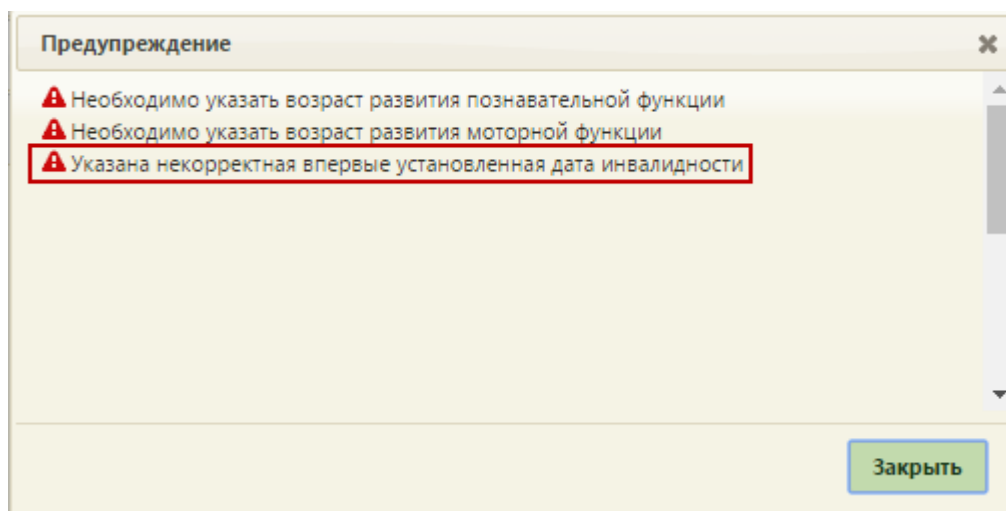 Предупреждение
Необходимо указать возраст развития познавательной функции
Необходимо указать возраст развития моторной функции
Указана некорректная впервые установленная дата инвалидности
Закрыть